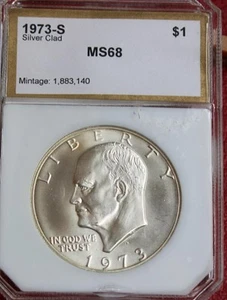 1973-S
Silver Clad
$1
MS68
Mintage: 1,883,140
LIBERTY
IN GOD WE
TRUST
1973